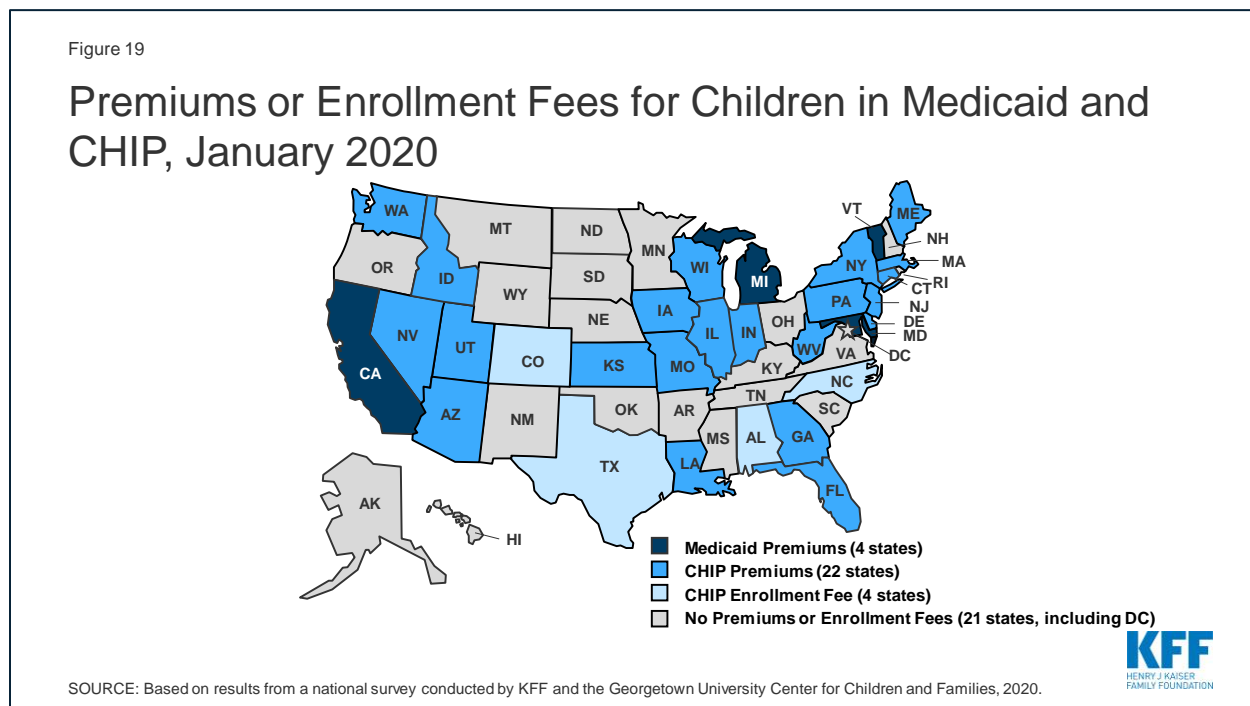 Figure 19
Premiums or Enrollment Fees for Children in Medicaid and
CHIP, January 2020
WA
MT
ND
MN
VT
ME
NH
OR
ID
SD
WI
MI
NY
MA
RI
CT
WY
IA
PA
NJ
NE
OH
DE
NV
UT
IL
IN
MD
DC
CO
WV
VA
CA
KS
MO
KY
NC
AZ
NM
OK
AR
TN
SC
MS
AL
GA
TX
LA
FL
AK
HI
Medicaid Premiums (4 states)
CHIP Premiums (22 states)
CHIP Enrollment Fee (4 states)
No Premiums or Enrollment Fees (21 states, including DC)
KFF
HENRY J KAISER
FAMILY FOUNDATION
SOURCE: Based on results from a national survey conducted by KFF and the Georgetown University Center for Children and Families, 2020.